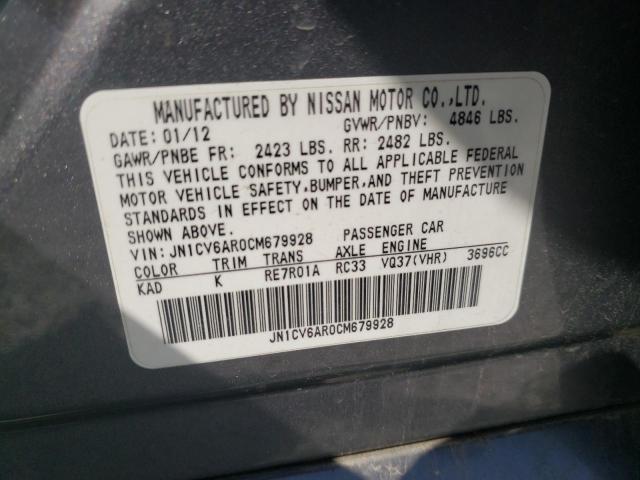 MANUFACTURED BY NISSAN MOTOR CO.,LTD.
DATE: 01/12 GVWR/PNBV: 4846 LBS.
GAWR/PNBE FR: 2423 LBS. RR: 2482 LBS.
THIS VEHICLE CONFORMS TO ALL APPLICABLE FEDERAL
MOTOR VEHICLE SAFETY,BUMPER,AND THEFT PREVENTION
STANDARDS IN EFFECT ON THE DATE OF MANUFACTURE
SHOWN ABOVE.
VIN: JN1CV6AR0CM679928 PASSENGER CAR
COLOR TRIM TRANS AXLE ENGINE
KAD K RE7R01A RC33 VQ37(VHR) 3696CC
JN1CV6AR0CM679928